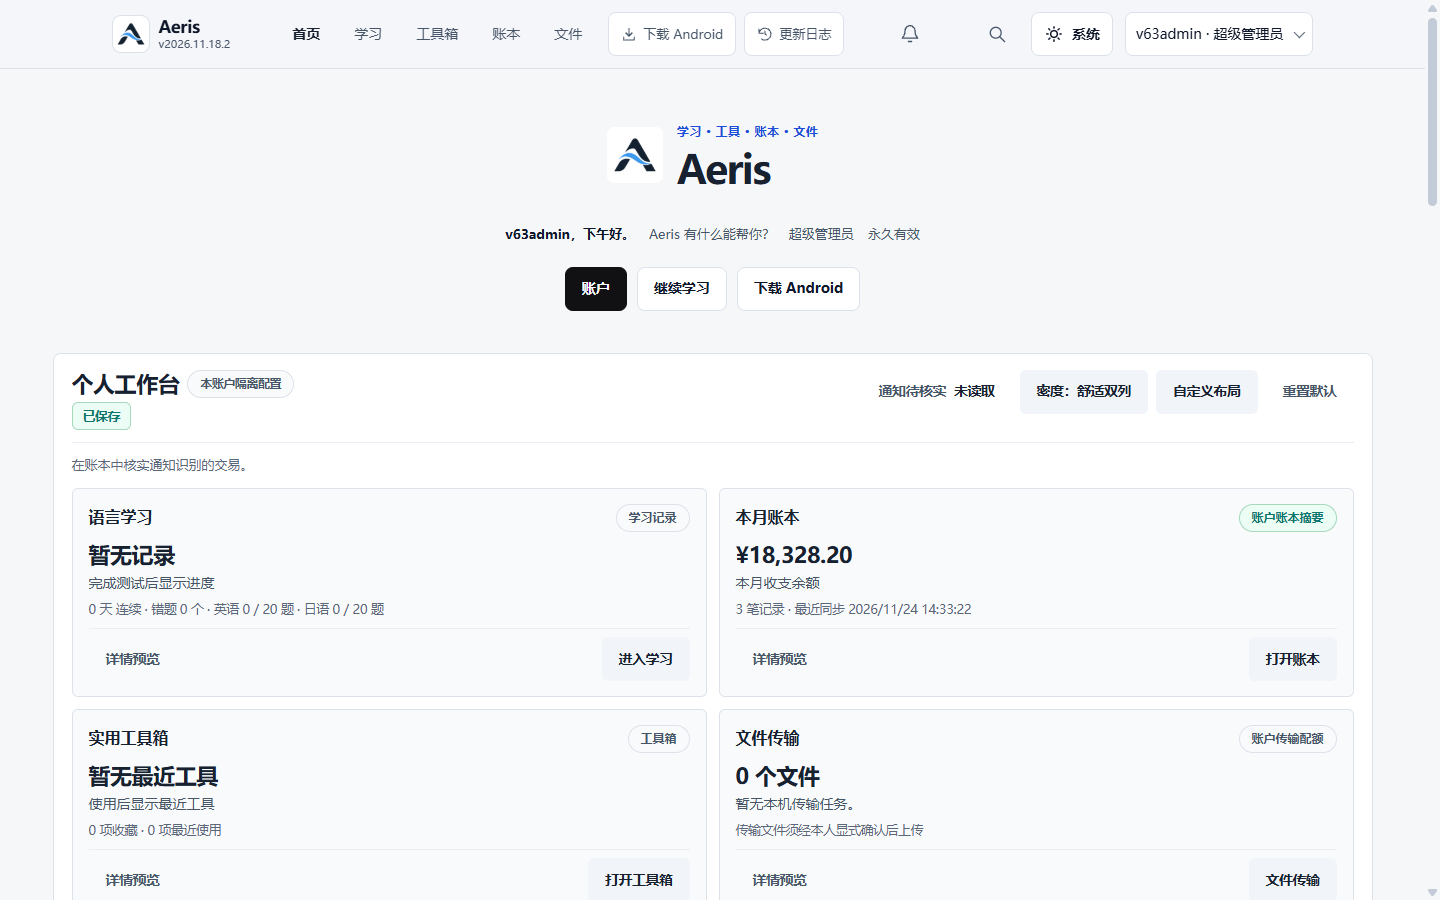 Aeris
v2026.11.18.2
首页
学习
工具箱
账本
文件
下载 Android
更新日志
系统
v63admin · 超级管理员
学习 • 工具 • 账本 • 文件
Aeris
v63admin，下午好。 Aeris 有什么能帮你？ 超级管理员 永久有效
账户
继续学习
下载 Android
个人工作台
本账户隔离配置
已保存
通知待核实 未读取
密度：舒适双列
自定义布局
重置默认
在账本中核实通知识别的交易。
语言学习
学习记录
暂无记录
完成测试后显示进度
0 天 连续 · 错题 0 个 · 英语 0 / 20 题 · 日语 0 / 20 题
详情预览
进入学习
本月账本
账户账本摘要
¥18,328.20
本月收支余额
3 笔记录 · 最近同步 2026/11/24 14:33:22
详情预览
打开账本
实用工具箱
工具箱
暂无最近工具
使用后显示最近工具
0 项收藏 · 0 项最近使用
详情预览
打开工具箱
文件传输
账户传输配额
0 个文件
暂无本机传输任务。
传输文件须经本人显式确认后上传
详情预览
文件传输